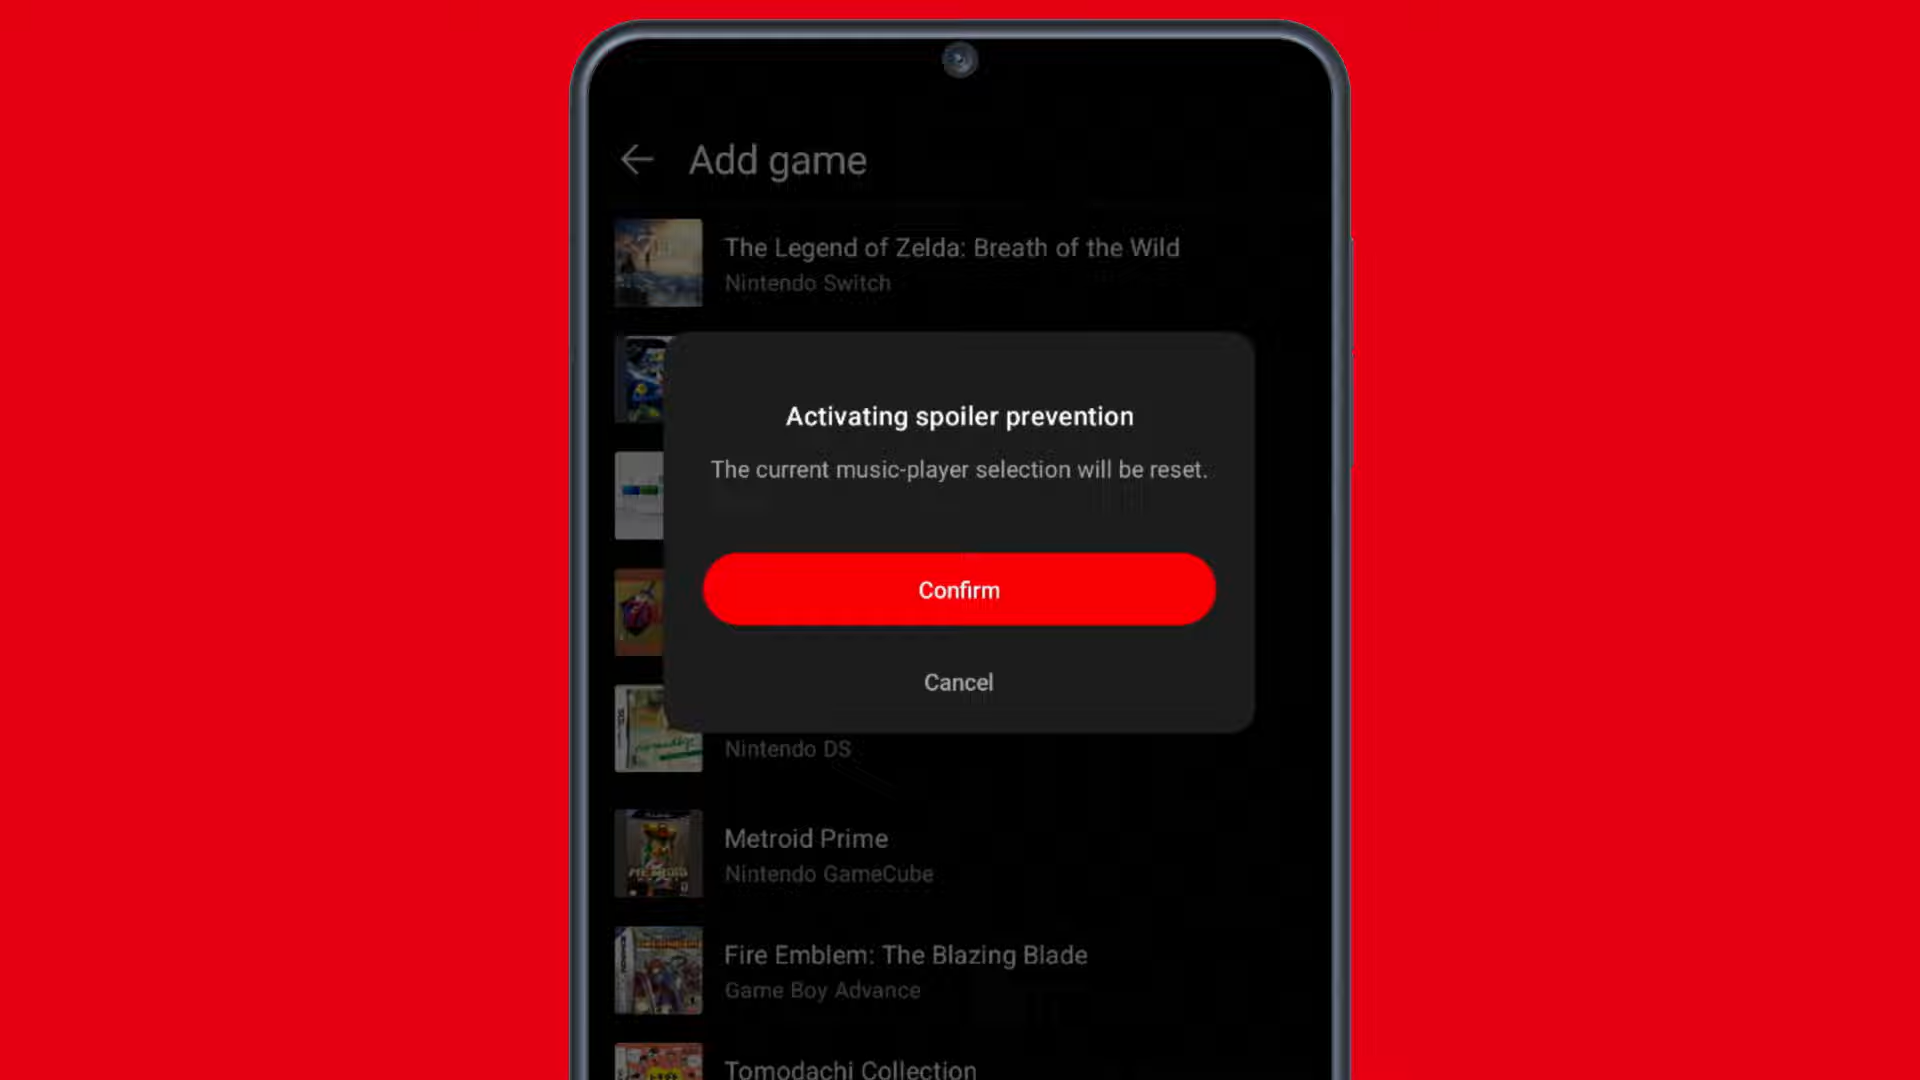 Add game
The Legend of Zelda: Breath of the Wild
Nintendo Switch
Activating spoiler prevention
The current music-player selection will be reset.
Confirm
Cancel
Nintendo DS
Metroid Prime
Nintendo GameCube
Fire Emblem: The Blazing Blade
Game Boy Advance
Tomodachi Collection